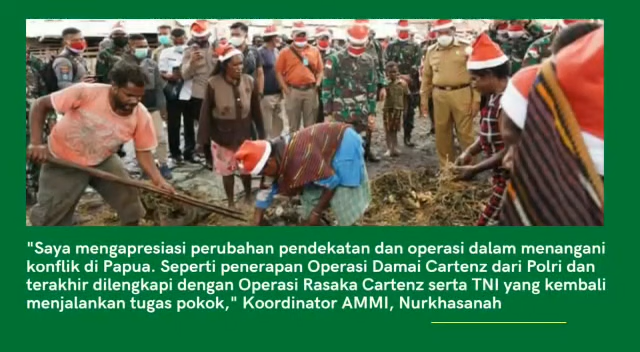 "Saya mengapresiasi perubahan pendekatan dan operasi dalam menangani
konflik di Papua. Seperti penerapan Operasi Damai Cartenz dari Polri dan
terakhir dilengkapi dengan Operasi Rasaka Cartenz serta TNI yang kembali
menjalankan tugas pokok," Koordinator AMMI, Nurkhasanah